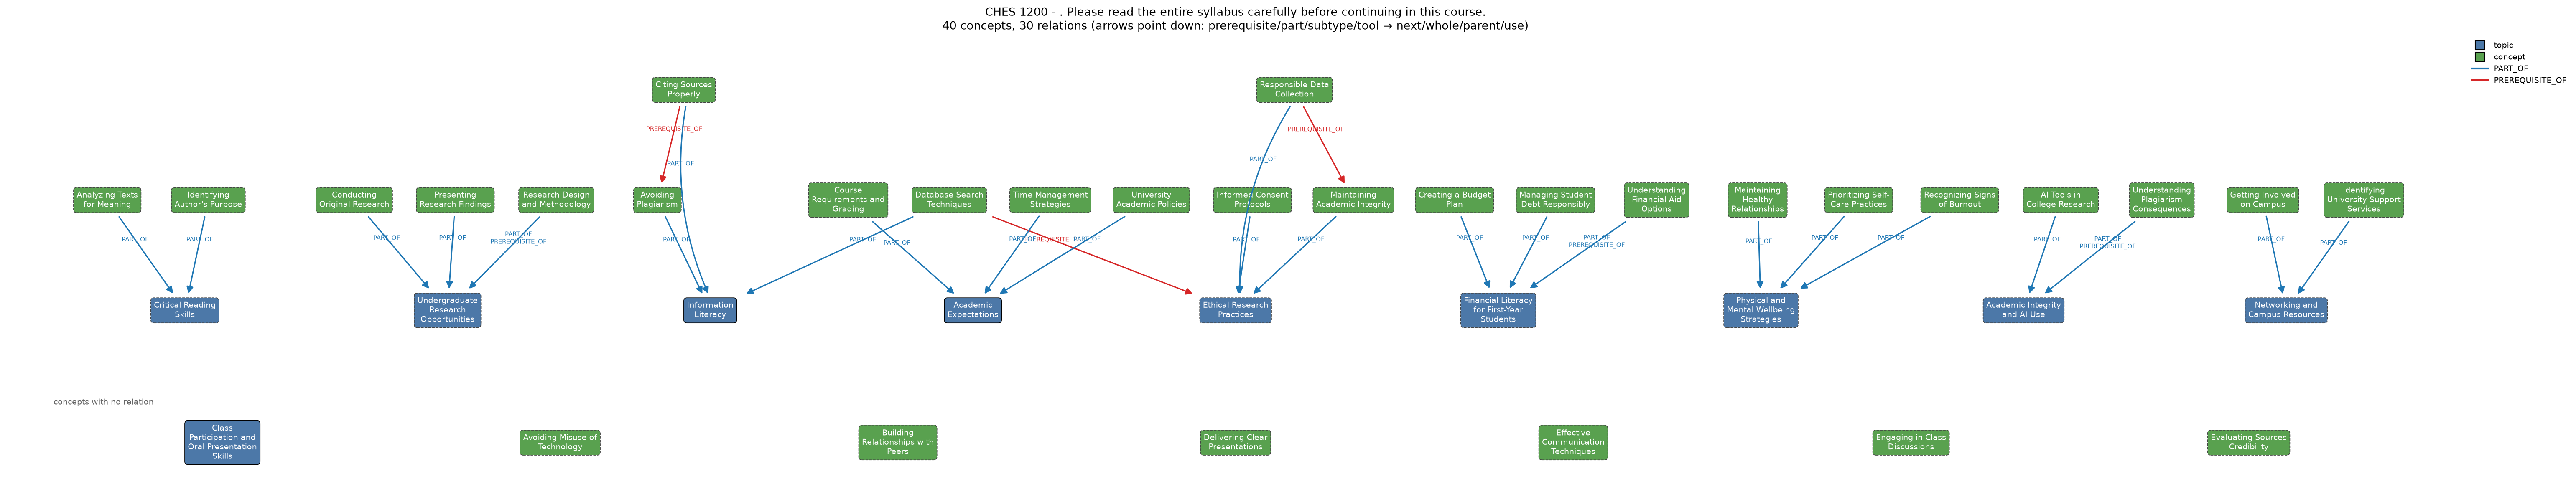 CHES 1200 - . Please read the entire syllabus carefully before continuing in this course.
40 concepts, 30 relations (arrows point down: prerequisite/part/subtype/tool → next/whole/parent/use)
topic
concept
PART_OF
PREREQUISITE_OF
Citing Sources
Properly
Responsible Data
Collection
PREREQUISITE_OF
PREREQUISITE_OF
PART_OF
PART_OF
Analyzing Texts
for Meaning
Identifying
Author's Purpose
Conducting
Original Research
Presenting
Research Findings
Research Design
and Methodology
Avoiding
Plagiarism
Course
Requirements and
Grading
Database Search
Techniques
Time Management
Strategies
University
Academic Policies
Informed Consent
Protocols
Maintaining
Academic Integrity
Creating a Budget
Plan
Managing Student
Debt Responsibly
Understanding
Financial Aid
Options
Maintaining
Healthy
Relationships
Prioritizing Self-
Care Practices
Recognizing Signs
of Burnout
AI Tools in
College Research
Understanding
Plagiarism
Consequences
Getting Involved
on Campus
Identifying
University Support
Services
PART_OF
PART_OF
PART_OF
PART_OF
PART_OF
PREREQUISITE_OF
PART_OF
PART_OF
PART_OF
PART_OF
PART_OF
PART_OF
PART_OF
PART_OF
PART_OF
PART_OF
PREREQUISITE_OF
PART_OF
PART_OF
PART_OF
PART_OF
PART_OF
PREREQUISITE_OF
PART_OF
PART_OF
Critical Reading
Skills
Undergraduate
Research
Opportunities
Information
Literacy
Academic
Expectations
Ethical Research
Practices
Financial Literacy
for First-Year
Students
Physical and
Mental Wellbeing
Strategies
Academic Integrity
and AI Use
Networking and
Campus Resources
concepts with no relation
Class
Participation and
Oral Presentation
Skills
Avoiding Misuse of
Technology
Building
Relationships with
Peers
Delivering Clear
Presentations
Effective
Communication
Techniques
Engaging in Class
Discussions
Evaluating Sources
Credibility